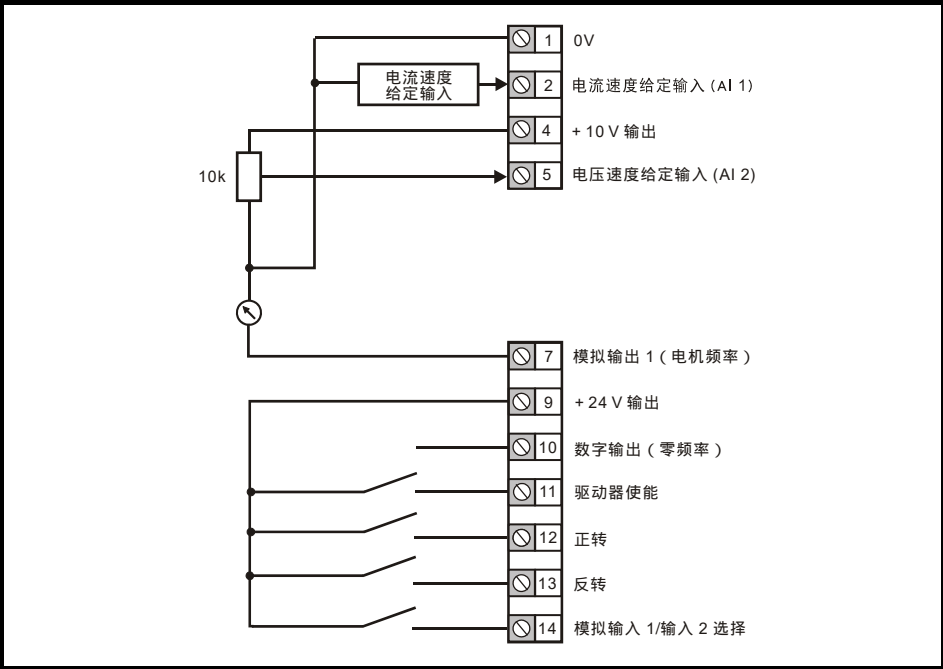 1 0V
电流速度
给定输入
2 电流速度给定输入 (AI 1)
4 + 10 V 输出
10k
5 电压速度给定输入 (AI 2)
7 模拟输出 1 ( 电机频率 )
9 + 24 V 输出
10 数字输出 ( 零频率 )
11 驱动器使能
12 正转
13 反转
14 模拟输入 1/输入 2 选择